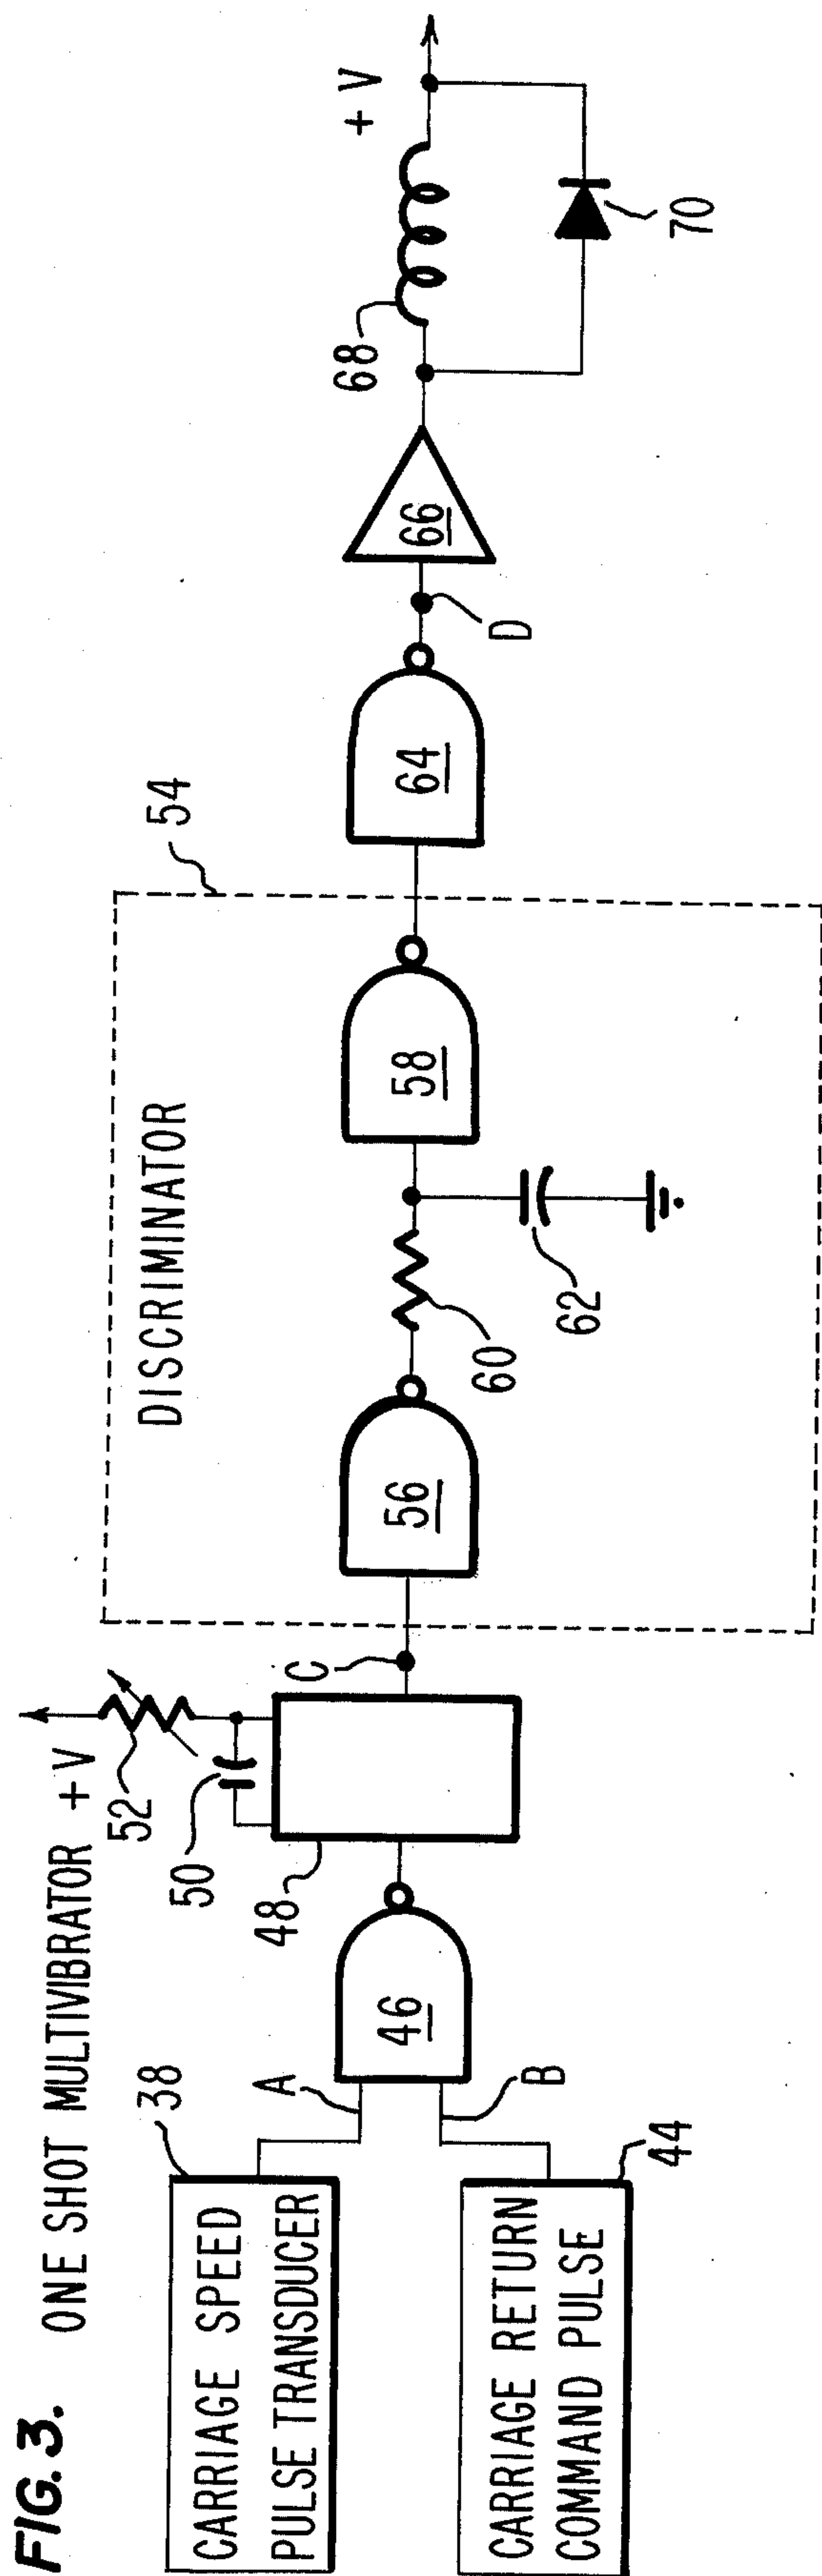 FIG. 3.
ONE SHOT MULTIVIBRATOR
+ V
52
50
48
38
CARRIAGE SPEED
PULSE TRANSDUCER
A
46
B
44
CARRIAGE RETURN
COMMAND PULSE
C
DISCRIMINATOR
54
56
60
62
58
64
D
66
68
+ V
70